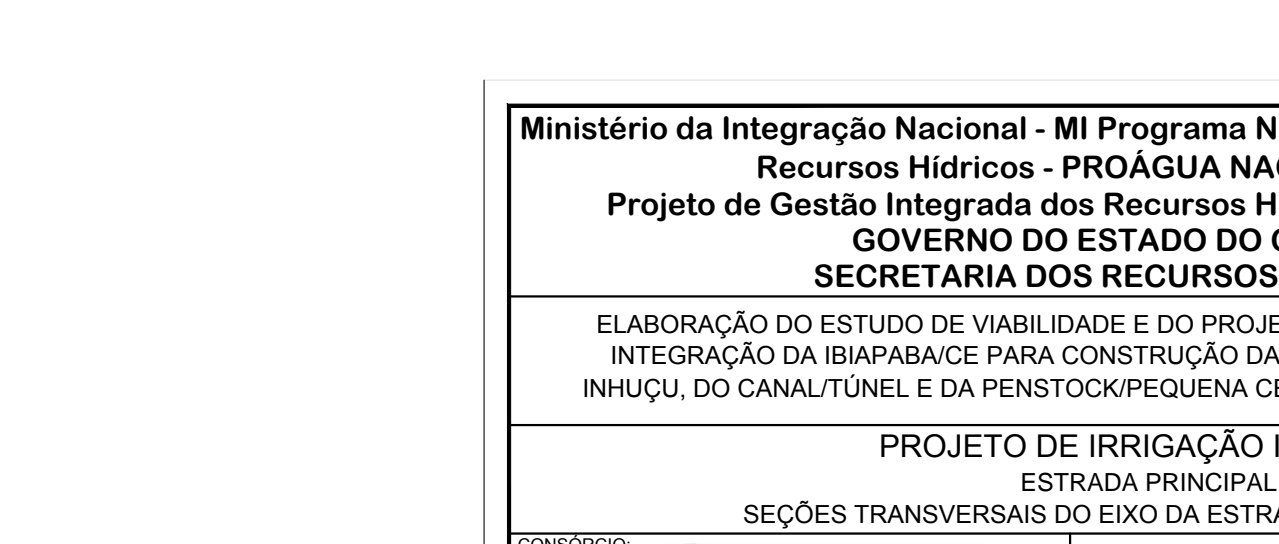 Ministério da Integração Nacional - MI Programa N
Recursos Hídricos - PROÁGUA NA
Projeto de Gestão Integrada dos Recursos H
GOVERNO DO ESTADO DO
SECRETARIA DOS RECURSOS
ELABORAÇÃO DO ESTUDO DE VIABILIDADE E DO PROJE
INTEGRAÇÃO DA IBIAPABA/CE PARA CONSTRUÇÃO DA
INHUÇU, DO CANAL/TÚNEL E DA PENSTOCK/PEQUENA CE
PROJETO DE IRRIGAÇÃO
ESTRADA PRINCIPAL
SEÇÕES TRANSVERSAIS DO EIXO DA ESTRA
CONSÓRCIO: